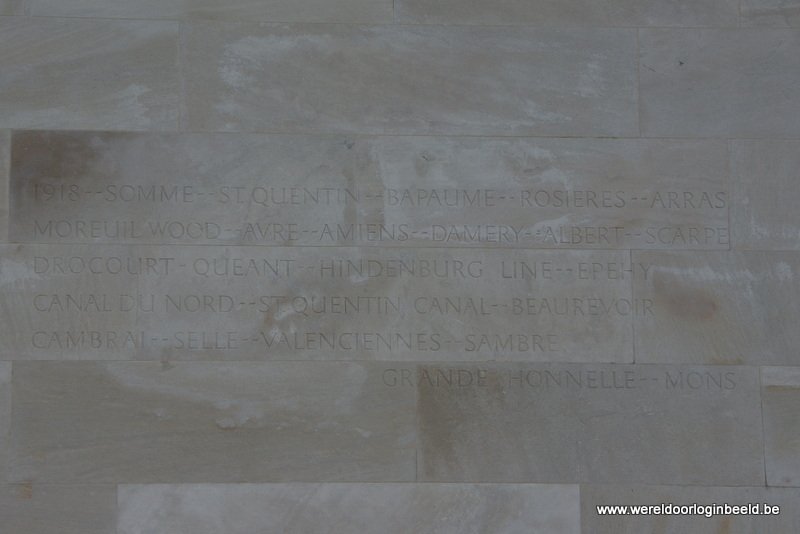 1918--SOMME--ST. QUENTIN--BAPAUME--ROSIERES--ARRAS
MOREUIL WOOD--AVRE--AMIENS--DAMERY--ALBERT--SCARPE
DROCOURT-QUEANT--HINDENBURG LINE--EPEHY
CANAL DU NORD--ST. QUENTIN CANAL--BEAUREVOIR
CAMBRAI--SELLE--VALENCIENNES--SAMBRE
GRANDE HONNELLE--MONS
www.wereldoorloginbeeld.be